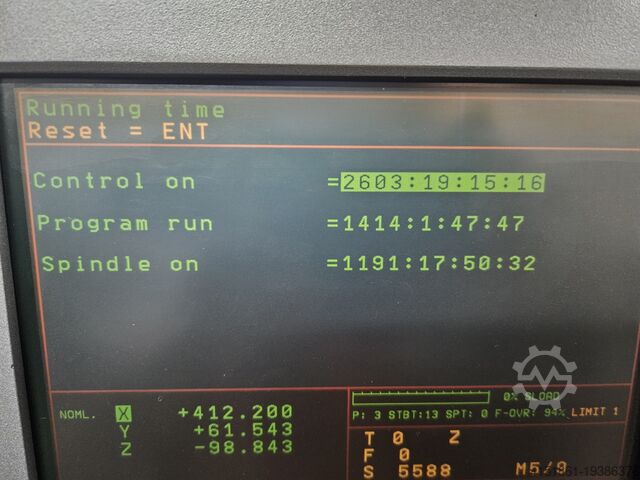 Running time
Reset = ENT
Control on =2603:19:15:16
Program run =1414:1:47:47
Spindle on =1191:17:50:32
0% SLOAD
P: 3 STBT:13 SPT: 0 F-OVR: 94% LIMIT 1
NOML. X +412.200
Y +61.543
Z -98.843
T 0 Z
F 0
S 5588 M5/9